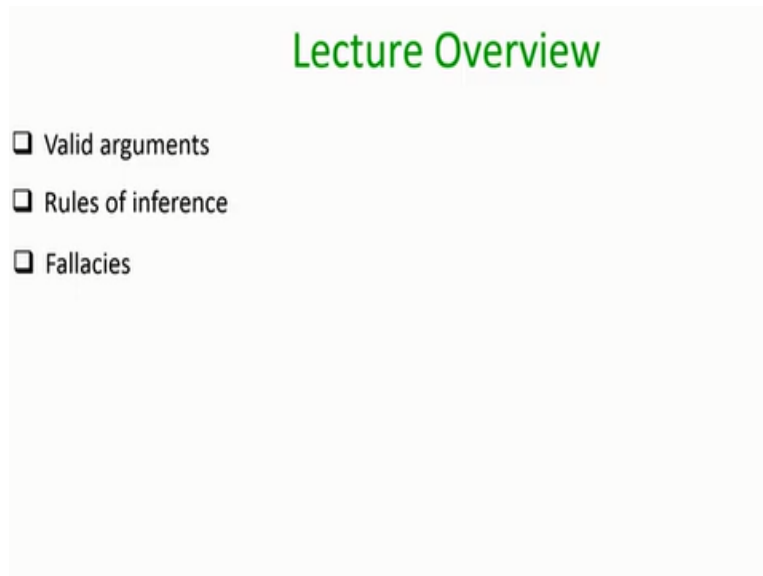 Lecture Overview
Valid arguments
Rules of inference
Fallacies